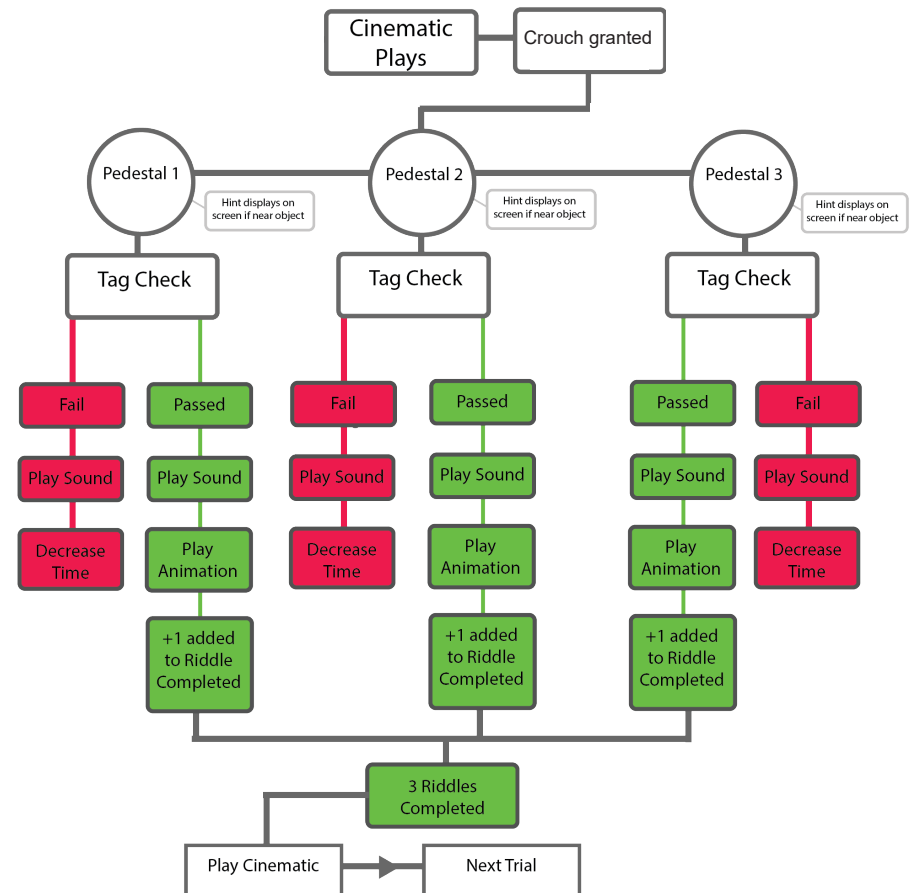 Cinematic
Plays
Crouch granted
Pedestal 1
Pedestal 2
Pedestal 3
Hint displays on
screen if near object
Hint displays on
screen if near object
Hint displays on
screen if near object
Tag Check
Tag Check
Tag Check
Fail
Passed
Fail
Passed
Passed
Fail
Play Sound
Play Sound
Play Sound
Play Sound
Play Sound
Play Sound
Decrease
Time
Play
Animation
Decrease
Time
Play
Animation
Play
Animation
Decrease
Time
+1 added
to Riddle
Completed
+1 added
to Riddle
Completed
+1 added
to Riddle
Completed
3 Riddles
Completed
Play Cinematic
Next Trial